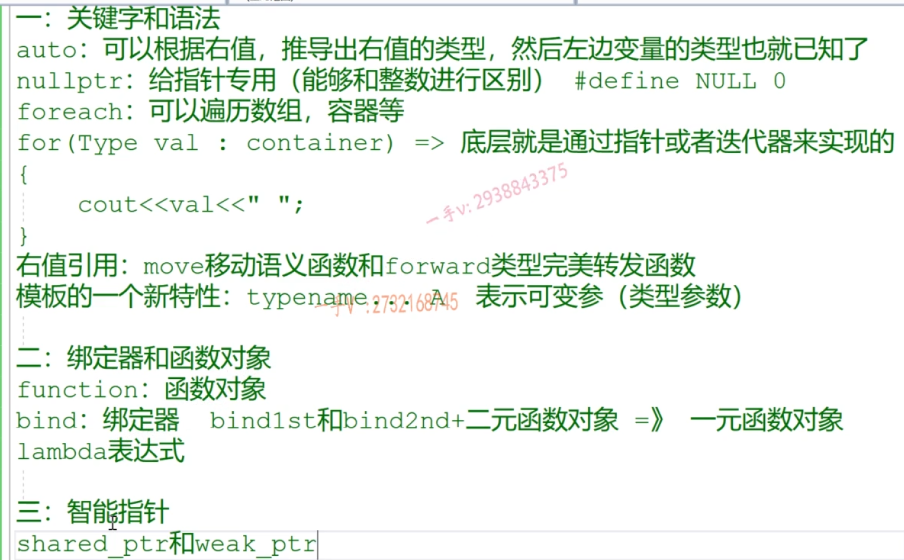 一：关键字和语法
auto：可以根据右值，推导出右值的类型，然后左边变量的类型也就已知了
nullptr：给指针专用（能够和整数进行区别） #define NULL 0
foreach：可以遍历数组，容器等
for(Type val : container) => 底层就是通过指针或者迭代器来实现的
{
cout<<val<<" ";
}
一手v:2938843375
右值引用：move移动语义函数和forward类型完美转发函数
模板的一个新特性：typename... A 表示可变参（类型参数）
一手V :2732168745
二：绑定器和函数对象
function：函数对象
bind：绑定器 bind1st和bind2nd+二元函数对象 =》 一元函数对象
lambda表达式
三：智能指针
shared_ptr和weak_ptr